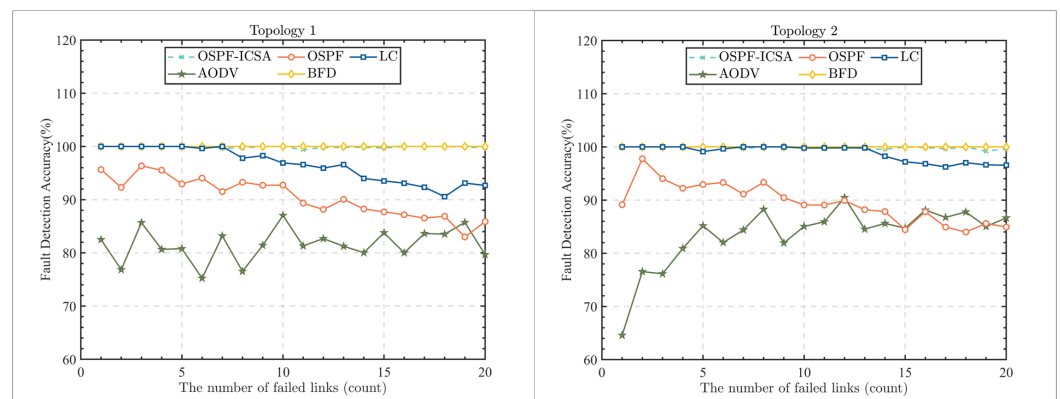 Topology 1
120
OSPF-ICSA OSPF LC
AODV BFD
110
100
90
80
70
60
Fault Detection Accuracy(%)
0 5 10 15 20
The number of failed links (count)
Topology 2
120
OSPF-ICSA OSPF LC
AODV BFD
110
100
90
80
70
60
Fault Detection Accuracy(%)
0 5 10 15 20
The number of failed links (count)